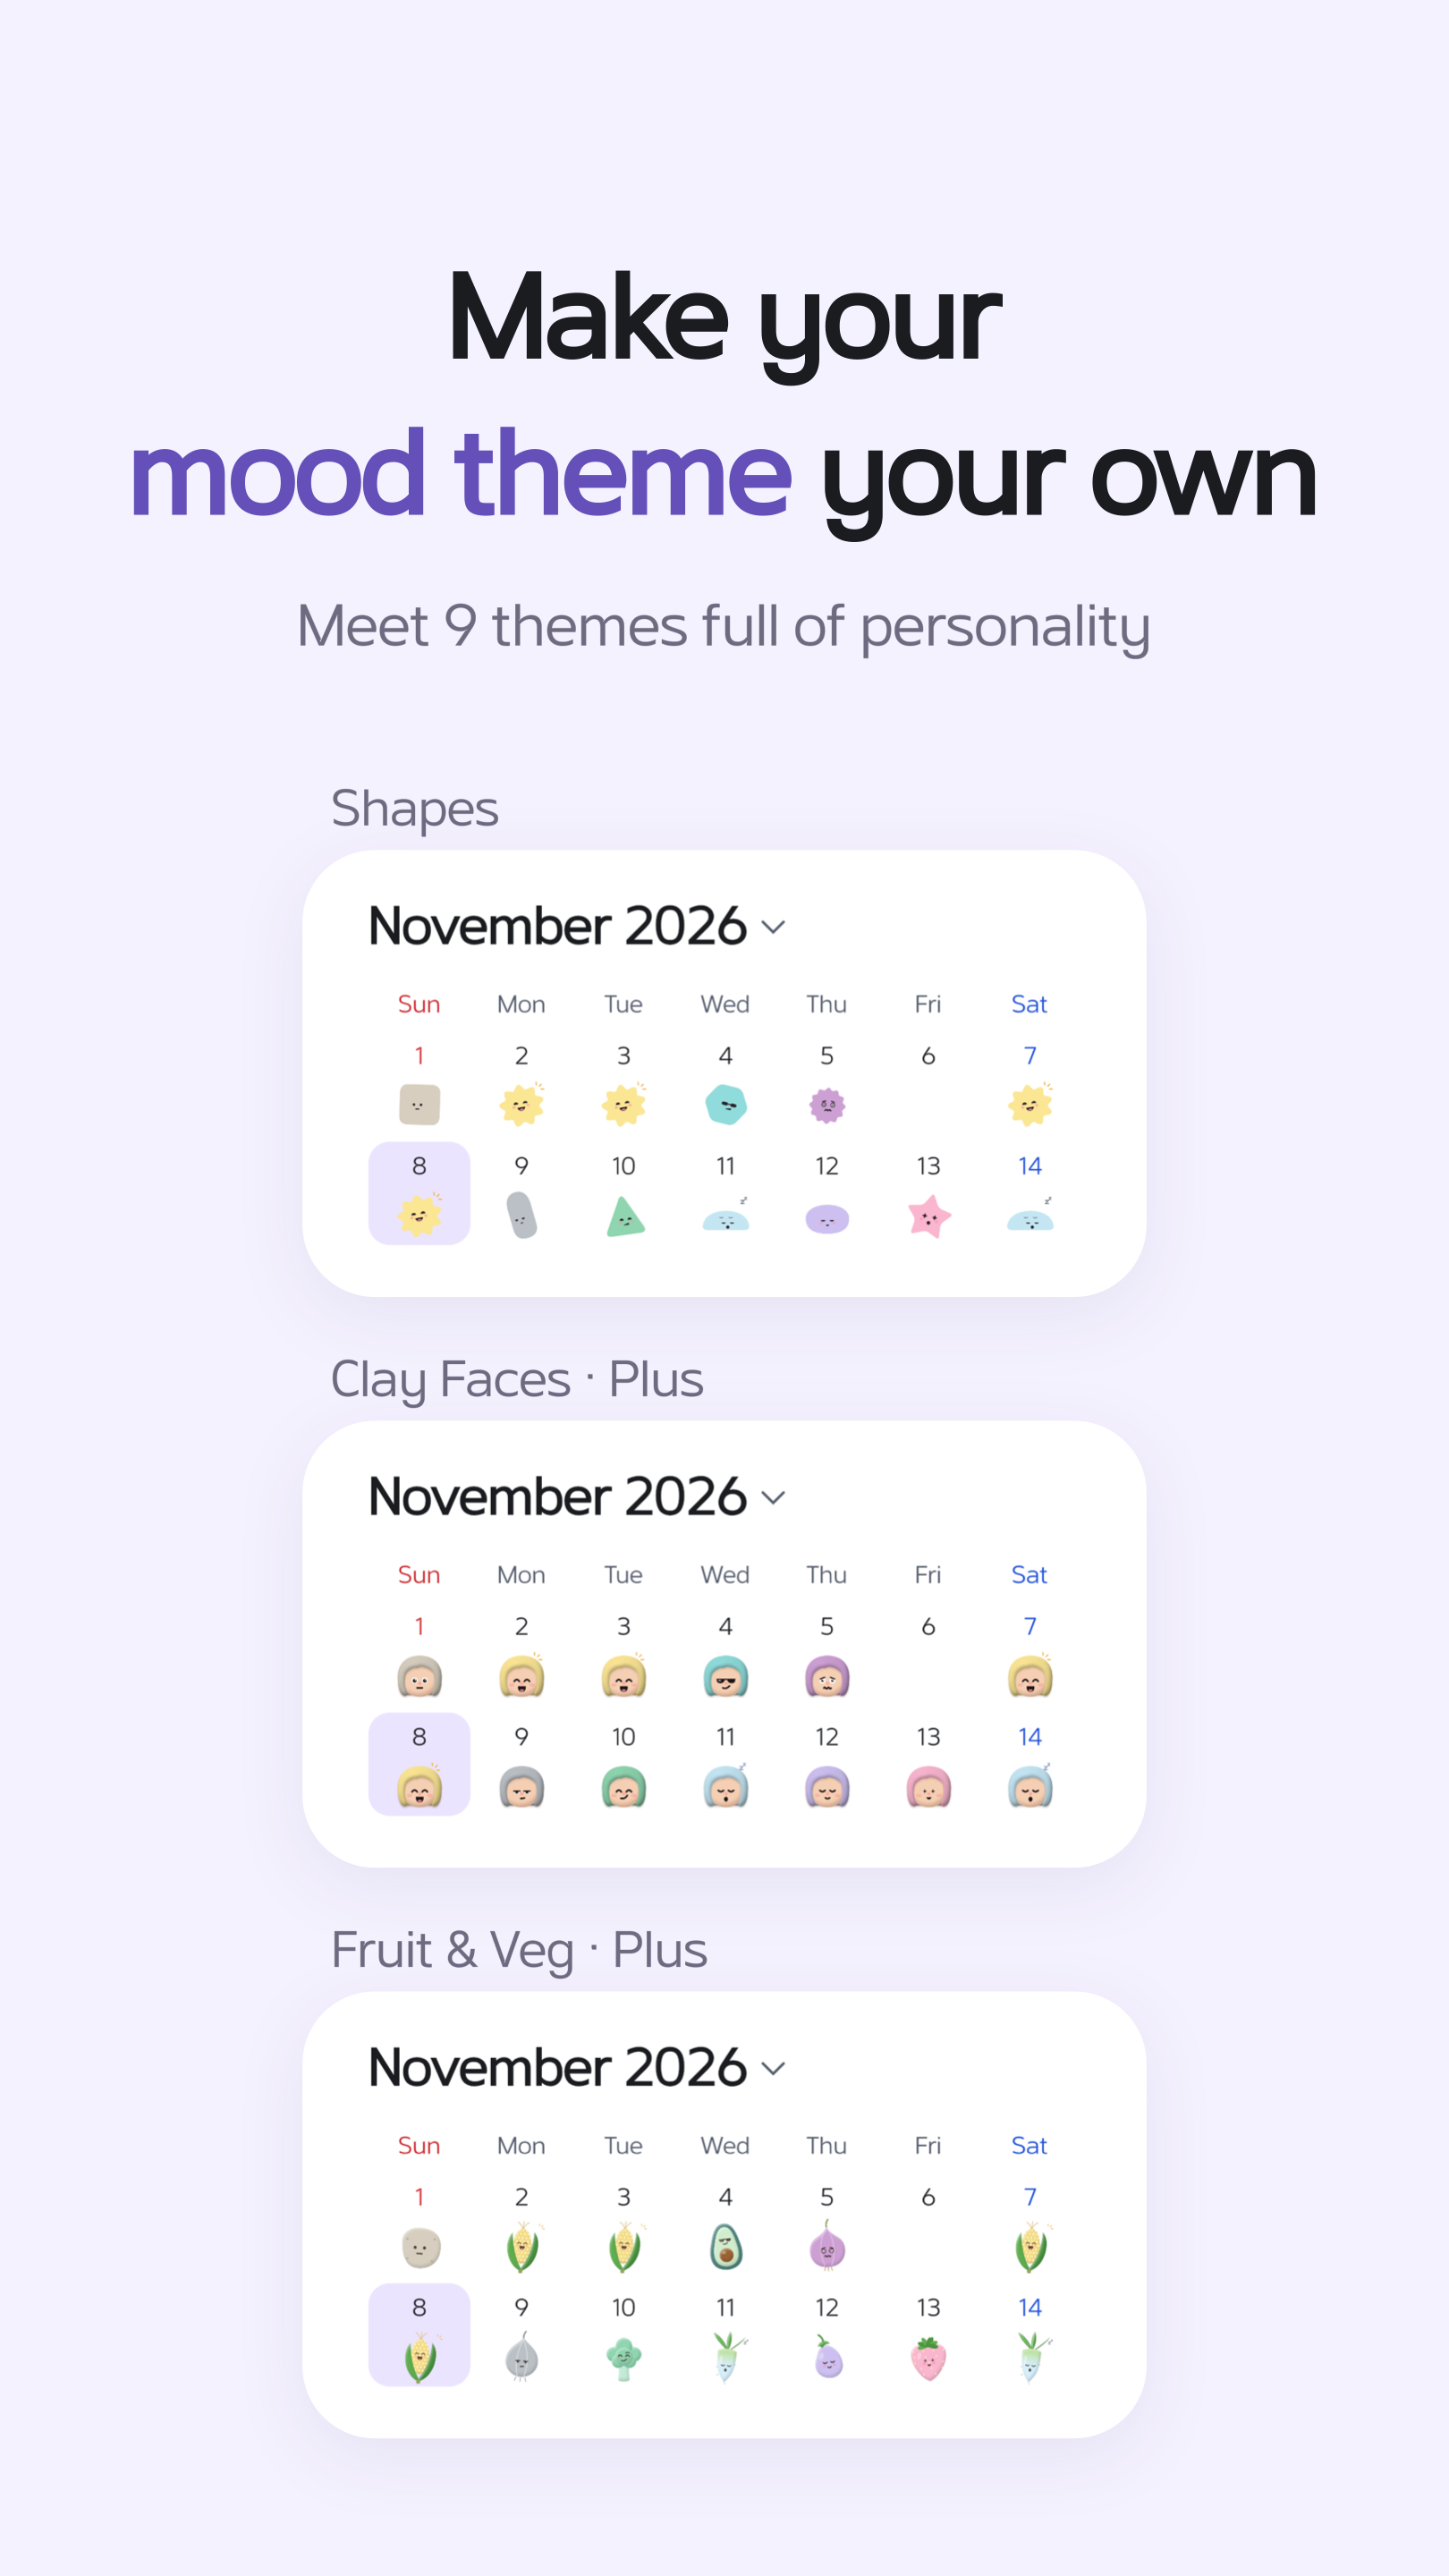 Make your
mood theme your own
Meet 9 themes full of personality
Shapes
November 2026
Sun Mon Tue Wed Thu Fri Sat
1 2 3 4 5 6 7
8 9 10 11 12 13 14
Clay Faces · Plus
November 2026
Sun Mon Tue Wed Thu Fri Sat
1 2 3 4 5 6 7
8 9 10 11 12 13 14
Fruit & Veg · Plus
November 2026
Sun Mon Tue Wed Thu Fri Sat
1 2 3 4 5 6 7
8 9 10 11 12 13 14